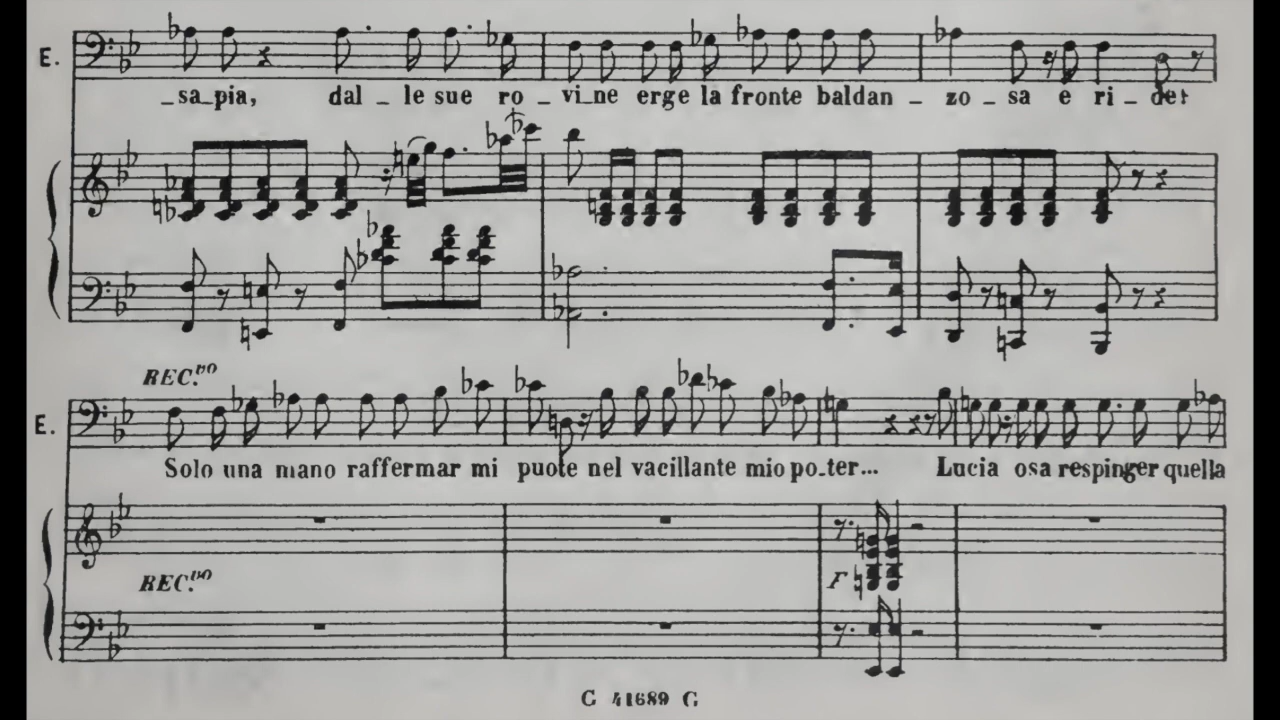 E.
_sa_pia, dal_le sue ro_vi_ne erge la fronte baldan_zo_sa e ri_de!
REC.vo
E.
Solo una mano raffermar mi puote nel vacillante mio po_ter... Lucia osa respinger quella
REC.vo
F
G 41689 G